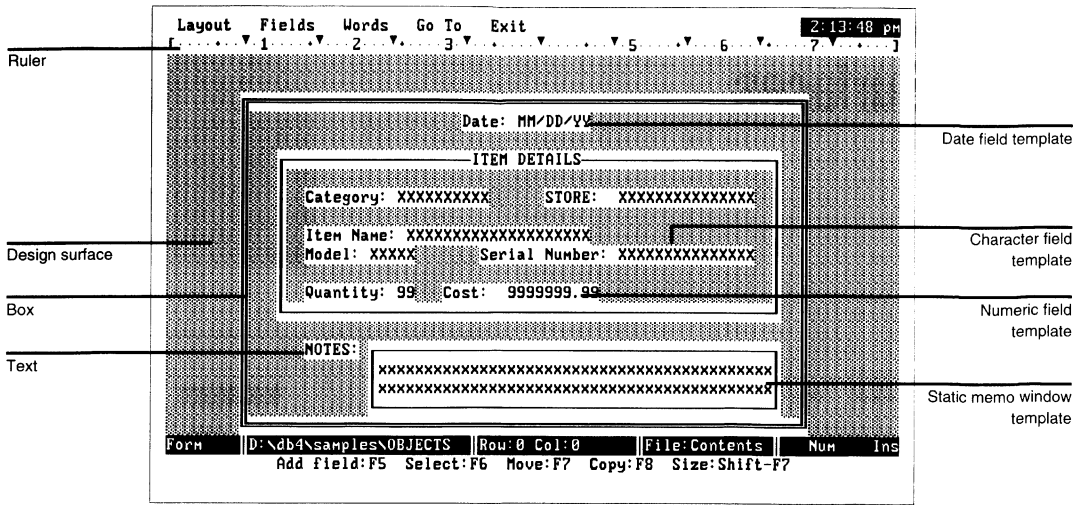 Layout Fields Words Go To Exit 2:13:48 pm
1 2 3 5 6 7
Ruler
Date: MM/DD/YY
Date field template
ITEM DETAILS
Category: XXXXXXXXXX STORE: XXXXXXXXXXXXXXX
Item Name: XXXXXXXXXXXXXXXXXXXX
Character field
template
Design surface
Model: XXXXX Serial Number: XXXXXXXXXXXXXXX
Quantity: 99 Cost: 9999999.99
Box
Numeric field
template
NOTES:
Text
XXXXXXXXXXXXXXXXXXXXXXXXXXXXXXXXXXXXXXXXXXX
XXXXXXXXXXXXXXXXXXXXXXXXXXXXXXXXXXXXXXXXXXX
Static memo window
template
Form D:\db4\samples\OBJECTS Row:0 Col:0 File:Contents Num Ins
Add field:F5 Select:F6 Move:F7 Copy:F8 Size:Shift-F7